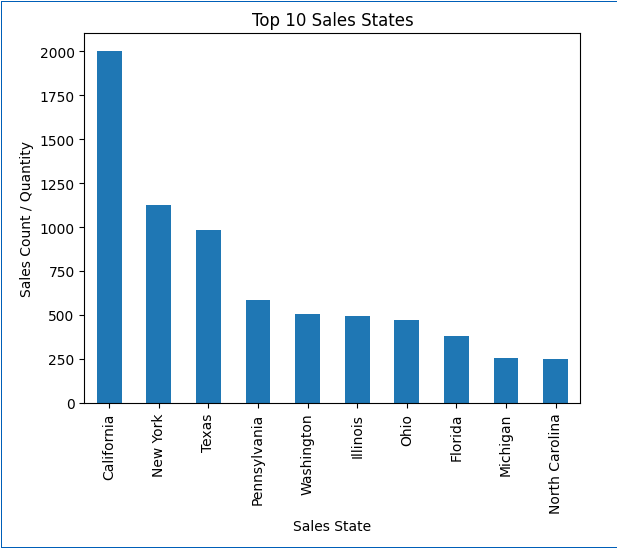 Top 10 Sales States
Sales Count / Quantity
2000
1750
1500
1250
1000
750
500
250
0
California
New York
Texas
Pennsylvania
Washington
Illinois
Ohio
Florida
Michigan
North Carolina
Sales State